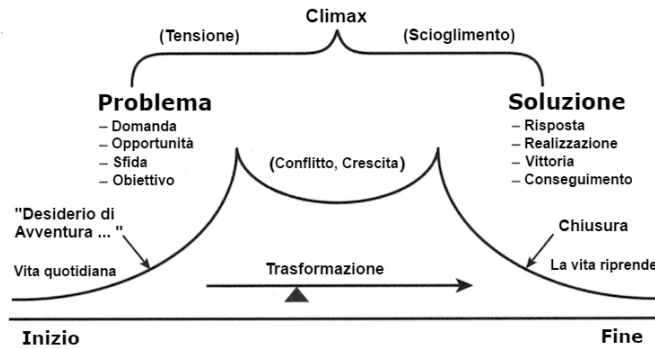 Climax
(Tensione)
(Scioglimento)
Problema
– Domanda
– Opportunità
– Sfida
– Obiettivo
Soluzione
– Risposta
– Realizzazione
– Vittoria
– Conseguimento
(Conflitto, Crescita)
"Desiderio di
Avventura ... "
Chiusura
Vita quotidiana
Trasformazione
La vita riprende
Inizio
Fine